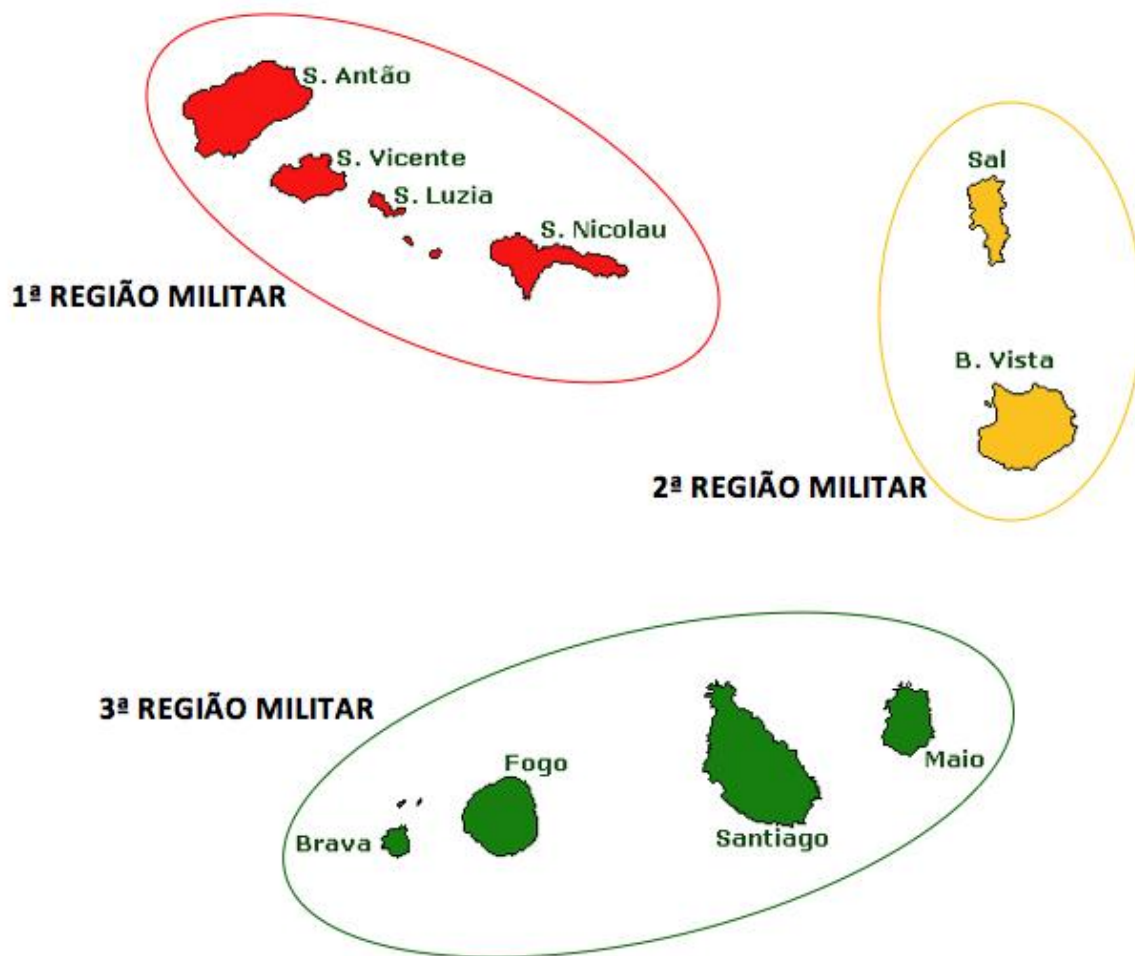 S. Antão
S. Vicente
S. Luzia
S. Nicolau
1ª REGIÃO MILITAR
Sal
B. Vista
2ª REGIÃO MILITAR
3ª REGIÃO MILITAR
Fogo
Maio
Brava
Santiago